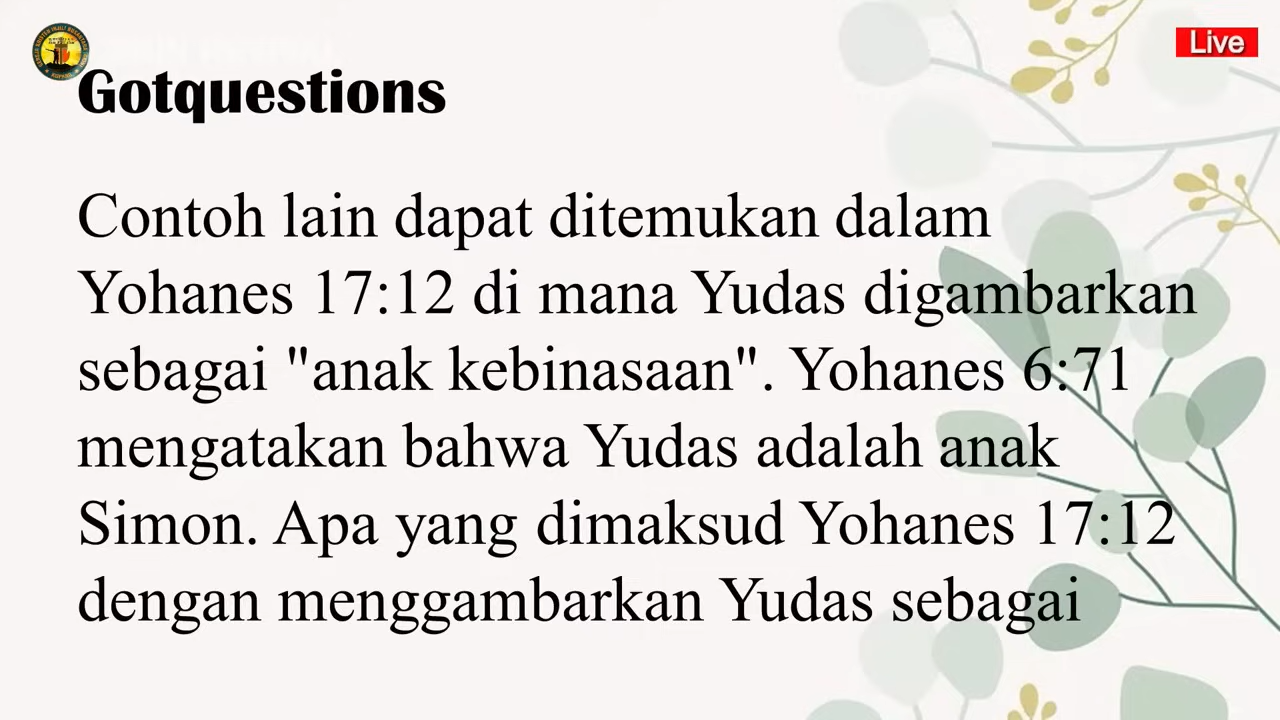 Live
Gotquestions
Contoh lain dapat ditemukan dalam
Yohanes 17:12 di mana Yudas digambarkan
sebagai "anak kebinasaan". Yohanes 6:71
mengatakan bahwa Yudas adalah anak
Simon. Apa yang dimaksud Yohanes 17:12
dengan menggambarkan Yudas sebagai